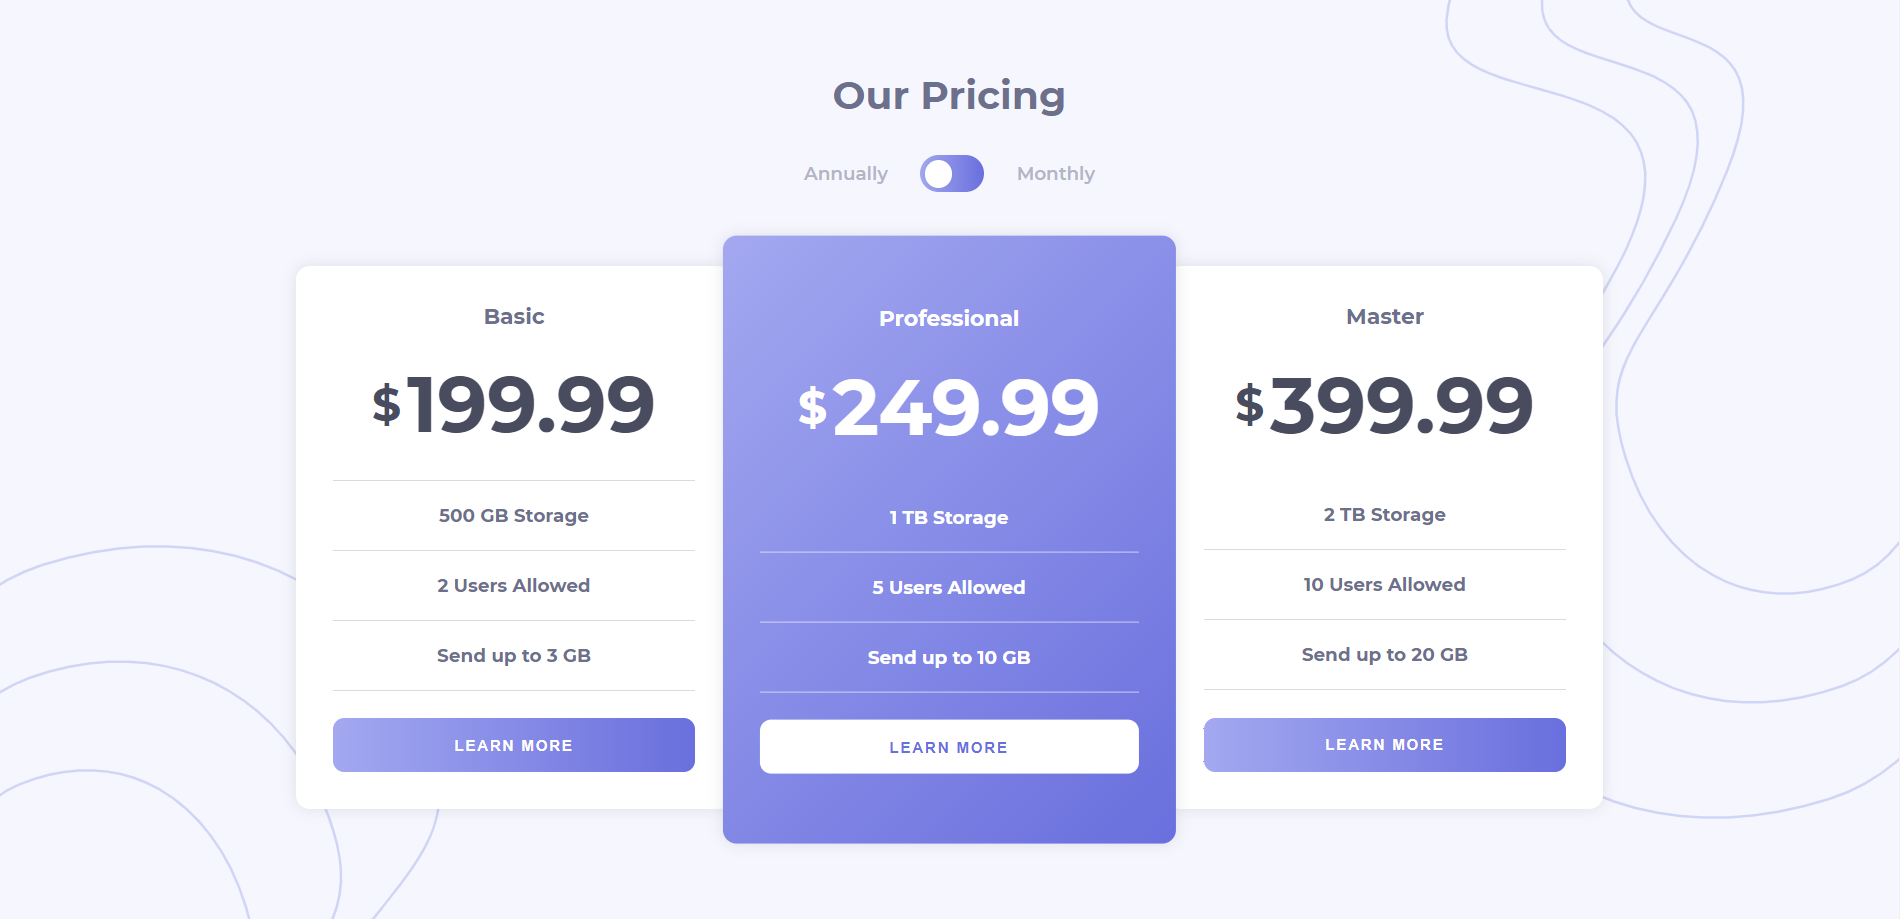 Our Pricing
Annually Monthly
Basic
$199.99
500 GB Storage
2 Users Allowed
Send up to 3 GB
LEARN MORE
Professional
$249.99
1 TB Storage
5 Users Allowed
Send up to 10 GB
LEARN MORE
Master
$399.99
2 TB Storage
10 Users Allowed
Send up to 20 GB
LEARN MORE